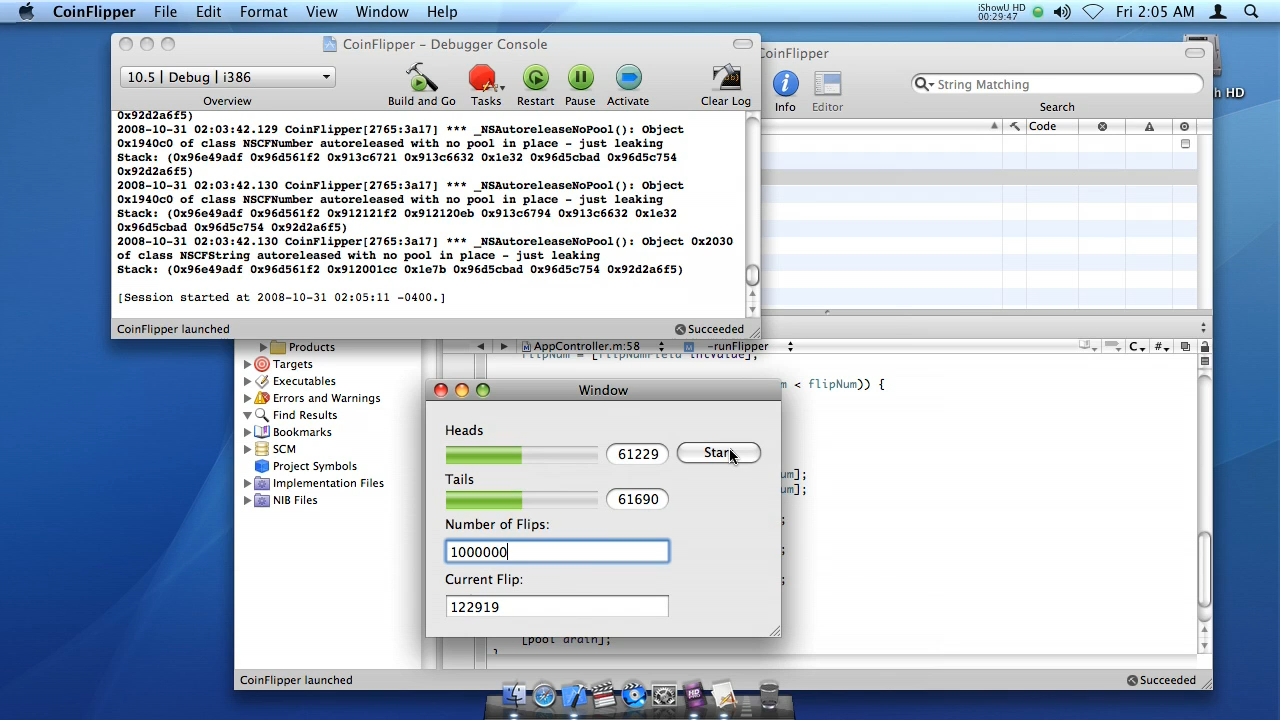 CoinFlipper File Edit Format View Window Help
iShowU HD
00:29:47
Fri 2:05 AM
CoinFlipper – Debugger Console
10.5 | Debug | i386
Overview
Build and Go
Tasks
Restart
Pause
Activate
Clear Log
0x92d2a6f5)
2008-10-31 02:03:42.129 CoinFlipper[2765:3a17] *** _NSAutoreleaseNoPool(): Object
0x1940c0 of class NSCFNumber autoreleased with no pool in place - just leaking
Stack: (0x96e49adf 0x96d561f2 0x913c6721 0x913c6632 0x1e32 0x96d5cbad 0x96d5c754
0x92d2a6f5)
2008-10-31 02:03:42.130 CoinFlipper[2765:3a17] *** _NSAutoreleaseNoPool(): Object
0x1940c0 of class NSCFNumber autoreleased with no pool in place - just leaking
Stack: (0x96e49adf 0x96d561f2 0x912121f2 0x912120eb 0x913c6794 0x913c6632 0x1e32
0x96d5cbad 0x96d5c754 0x92d2a6f5)
2008-10-31 02:03:42.130 CoinFlipper[2765:3a17] *** _NSAutoreleaseNoPool(): Object 0x2030
of class NSCFString autoreleased with no pool in place - just leaking
Stack: (0x96e49adf 0x96d561f2 0x912001cc 0x1e7b 0x96d5cbad 0x96d5c754 0x92d2a6f5)
[Session started at 2008-10-31 02:05:11 -0400.]
CoinFlipper launched
Succeeded
CoinFlipper
Info
Editor
String Matching
Search
Code
HD
Products
Targets
Executables
Errors and Warnings
Find Results
Bookmarks
SCM
Project Symbols
Implementation Files
NIB Files
AppController.m:58
-runFlipper
C
#
flipNum = [flipNumField intValue];
m < flipNum)) {
um];
um];
;
;
;
[pool drain];
}
Window
Heads
61229
Start
Tails
61690
Number of Flips:
1000000
Current Flip:
122919
CoinFlipper launched
Succeeded